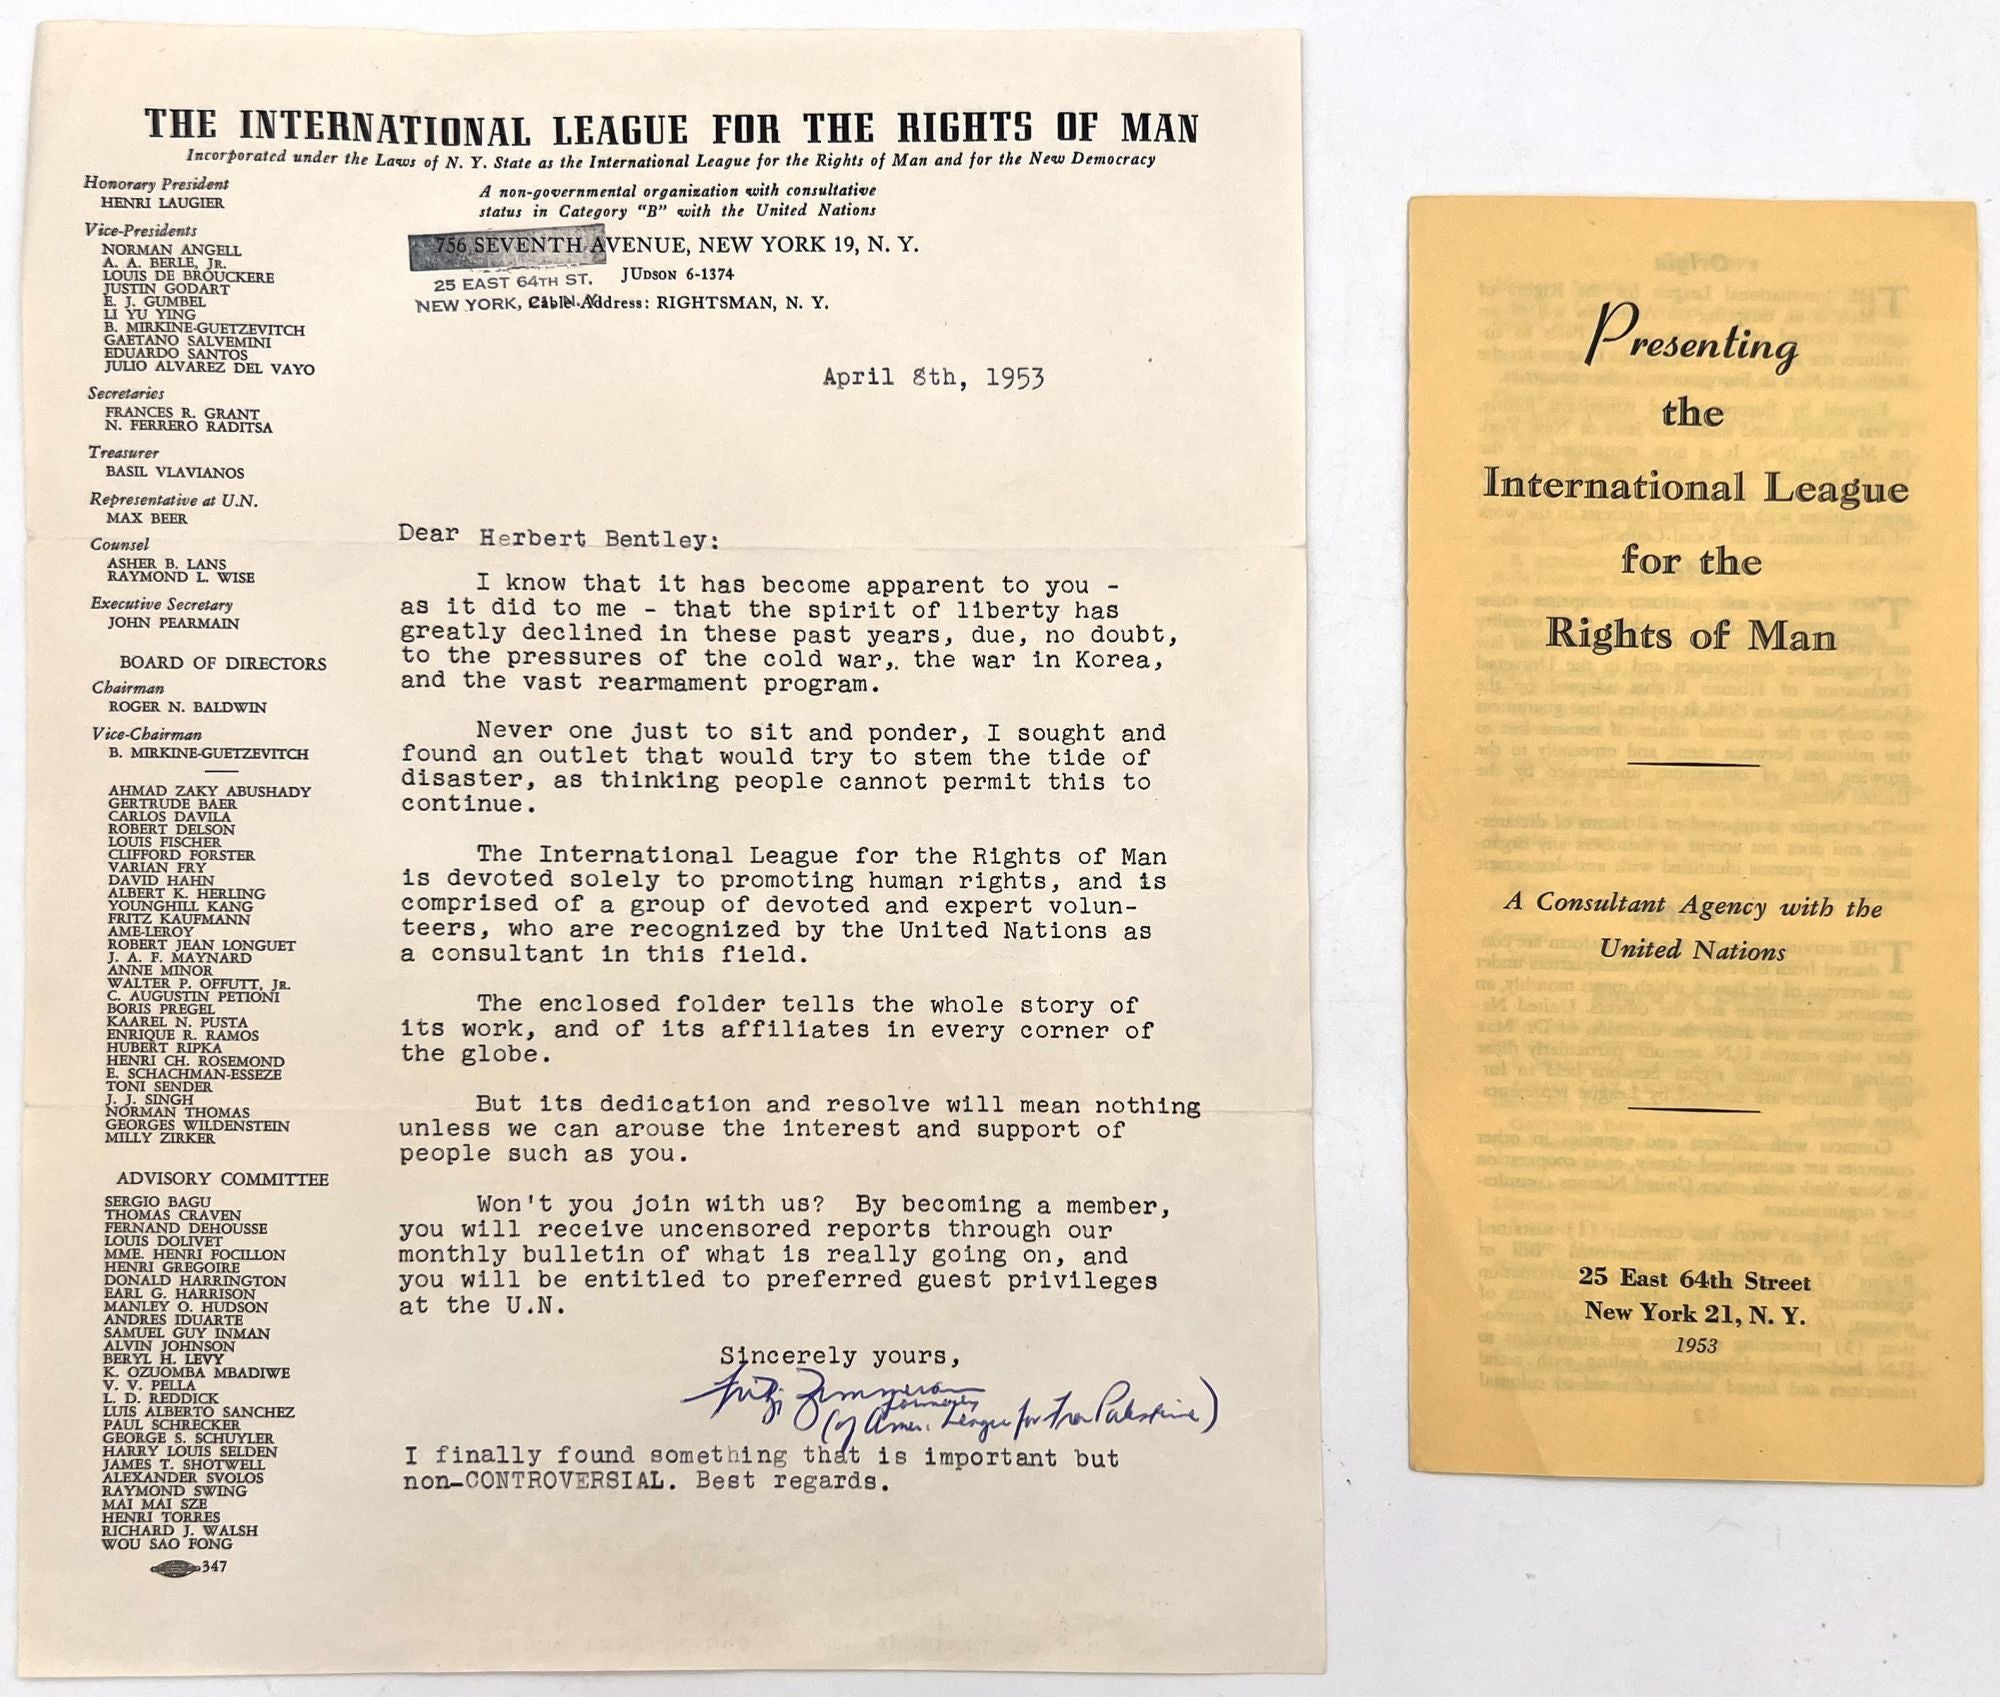 THE INTERNATIONAL LEAGUE FOR THE RIGHTS OF MAN
Incorporated under the Laws of N. Y. State as the International League for the Rights of Man and for the New Democracy
A non-governmental organization with consultative
status in Category "B" with the United Nations
756 SEVENTH AVENUE, NEW YORK 19, N. Y.
JUDSON 6-1374
25 EAST 64TH ST.
NEW YORK, 21, N.Y.
Cable Address: RIGHTSMAN, N. Y.
Honorary President
HENRI LAUGIER
Vice-Presidents
NORMAN ANGELL
A. A. BERLE, JR.
LOUIS DE BROUCKERE
JUSTIN GODART
E. J. GUMBEL
LI YU YING
B. MIRKINE-GUETZEVITCH
GAETANO SALVEMINI
EDUARDO SANTOS
JULIO ALVAREZ DEL VAYO
Secretaries
FRANCES R. GRANT
N. FERRERO RADITSA
Treasurer
BASIL VLAVIANOS
Representative at U.N.
MAX BEER
Counsel
ASHER B. LANS
RAYMOND L. WISE
Executive Secretary
JOHN PEARMAIN
BOARD OF DIRECTORS
Chairman
ROGER N. BALDWIN
Vice-Chairman
B. MIRKINE-GUETZEVITCH
AHMAD ZAKY ABUSHADY
GERTRUDE BAER
CARLOS DAVILA
ROBERT DELSON
LOUIS FISCHER
CLIFFORD FORSTER
VARIAN FRY
DAVID HAHN
ALBERT K. HERLING
YOUNGHILL KANG
FRITZ KAUFMANN
AME-LEROY
ROBERT JEAN LONGUET
J. A. F. MAYNARD
ANNE MINOR
WALTER P. OFFUTT, JR.
C. AUGUSTIN PETIONI
BORIS PREGEL
KAAREL N. PUSTA
ENRIQUE R. RAMOS
HUBERT RIPKA
HENRI CH. ROSEMOND
E. SCHACHMAN-ESSEZE
TONI SENDER
J. J. SINGH
NORMAN THOMAS
GEORGES WILDENSTEIN
MILLY ZIRKER
ADVISORY COMMITTEE
SERGIO BAGU
THOMAS CRAVEN
FERNAND DEHOUSSE
LOUIS DOLIVET
MME. HENRI FOCILLON
HENRI GREGOIRE
DONALD HARRINGTON
EARL G. HARRISON
MANLEY O. HUDSON
ANDRES IDUARTE
SAMUEL GUY INMAN
ALVIN JOHNSON
BERYL H. LEVY
K. OZUOMBA MBADIWE
V. V. PELLA
L. D. REDDICK
LUIS ALBERTO SANCHEZ
PAUL SCHRECKER
GEORGE S. SCHUYLER
HARRY LOUIS SELDEN
JAMES T. SHOTWELL
ALEXANDER SVOLOS
RAYMOND SWING
MAI MAI SZE
HENRI TORRES
RICHARD J. WALSH
WOU SAO FONG
347
April 8th, 1953
Dear Herbert Bentley:
I know that it has become apparent to you -
as it did to me - that the spirit of liberty has
greatly declined in these past years, due, no doubt,
to the pressures of the cold war,. the war in Korea,
and the vast rearmament program.
Never one just to sit and ponder, I sought and
found an outlet that would try to stem the tide of
disaster, as thinking people cannot permit this to
continue.
The International League for the Rights of Man
is devoted solely to promoting human rights, and is
comprised of a group of devoted and expert volun-
teers, who are recognized by the United Nations as
a consultant in this field.
The enclosed folder tells the whole story of
its work, and of its affiliates in every corner of
the globe.
But its dedication and resolve will mean nothing
unless we can arouse the interest and support of
people such as you.
Won't you join with us? By becoming a member,
you will receive uncensored reports through our
monthly bulletin of what is really going on, and
you will be entitled to preferred guest privileges
at the U.N.
Sincerely yours,
formerly
(of Amer. League for Free Palestine)
I finally found something that is important but
non-CONTROVERSIAL. Best regards.
Presenting
the
International League
for the
Rights of Man
A Consultant Agency with the
United Nations
25 East 64th Street
New York 21, N. Y.
1953